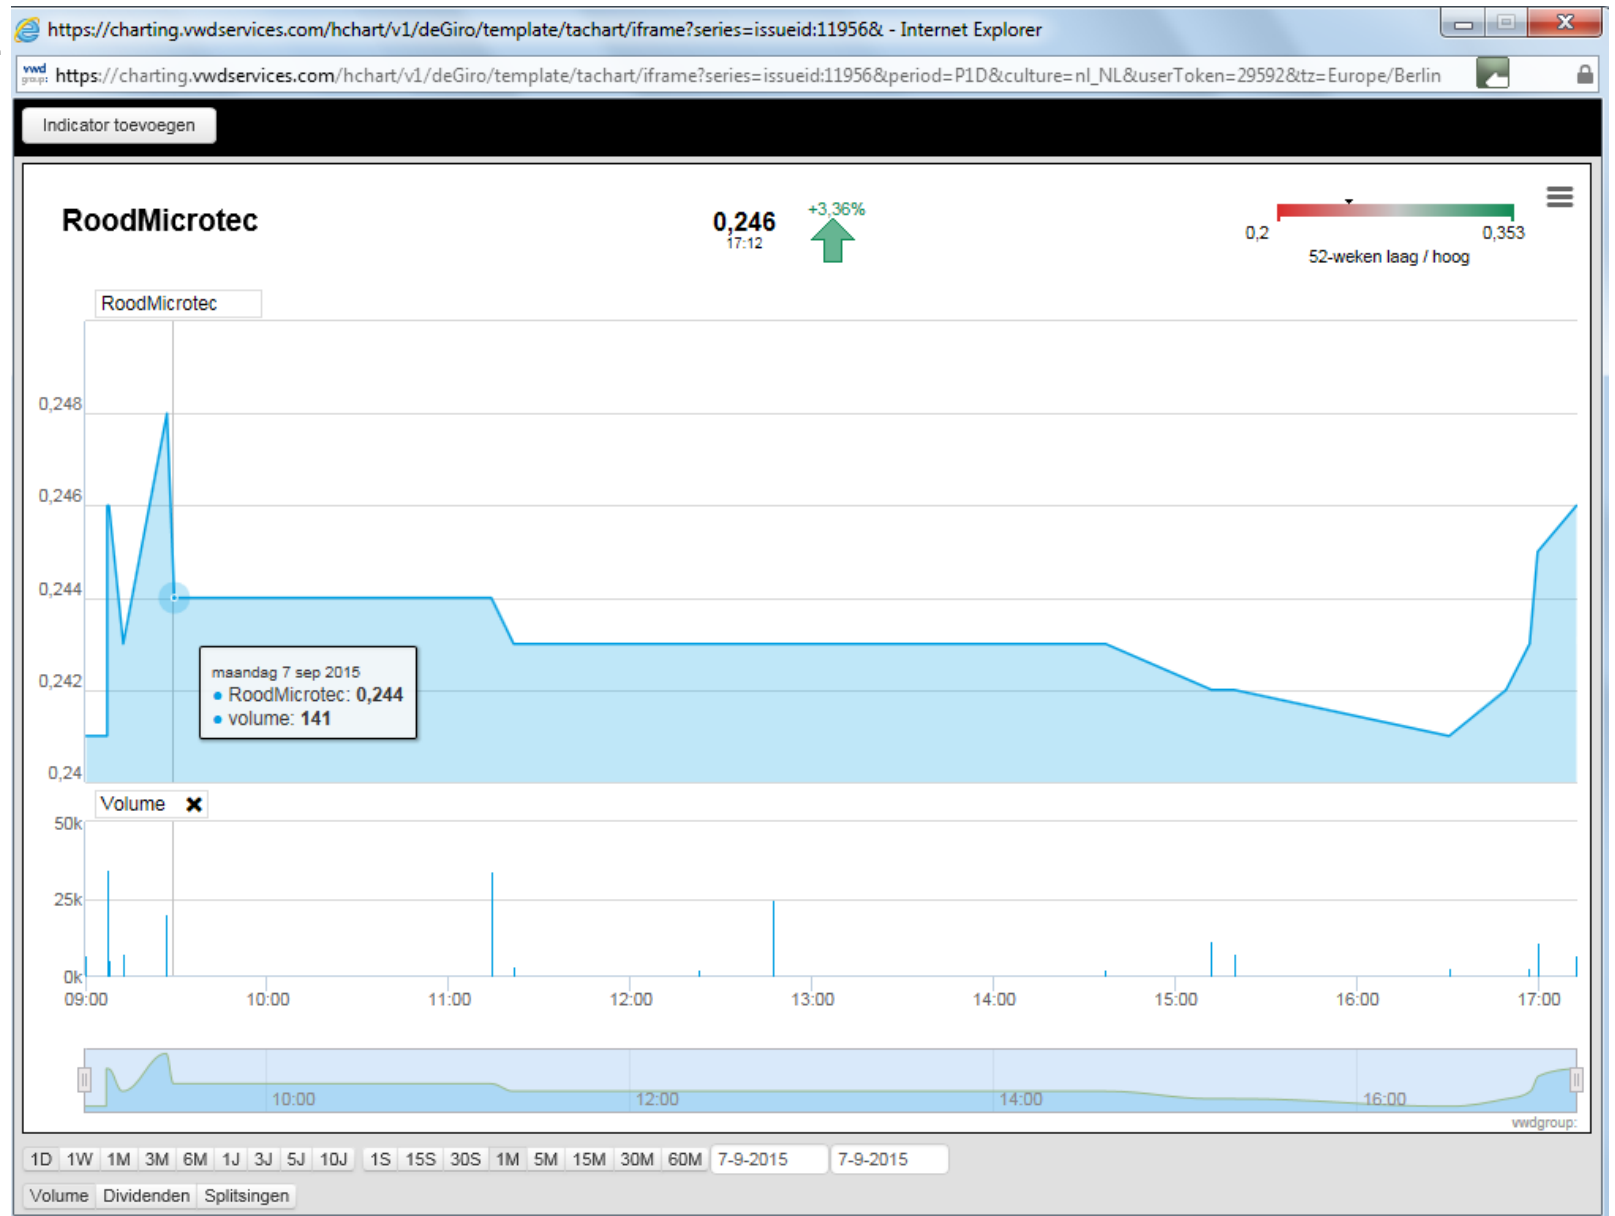 https://charting.vwdservices.com/hchart/v1/deGiro/template/tachart/iframe?series=issueid:11956& - Internet Explorer
vwd group: https://charting.vwdservices.com/hchart/v1/deGiro/template/tachart/iframe?series=issueid:11956&period=P1D&culture=nl_NL&userToken=29592&tz=Europe/Berlin
Indicator toevoegen
RoodMicrotec
0,246
17:12
+3,36%
0,2 0,353
52-weken laag / hoog
RoodMicrotec
0,248
0,246
0,244
0,242
0,24
maandag 7 sep 2015
• RoodMicrotec: 0,244
• volume: 141
Volume ✖
50k
25k
0k
09:00 10:00 11:00 12:00 13:00 14:00 15:00 16:00 17:00
10:00 12:00 14:00 16:00
vwdgroup:
1D 1W 1M 3M 6M 1J 3J 5J 10J 1S 15S 30S 1M 5M 15M 30M 60M 7-9-2015 7-9-2015
Volume Dividenden Splitsingen